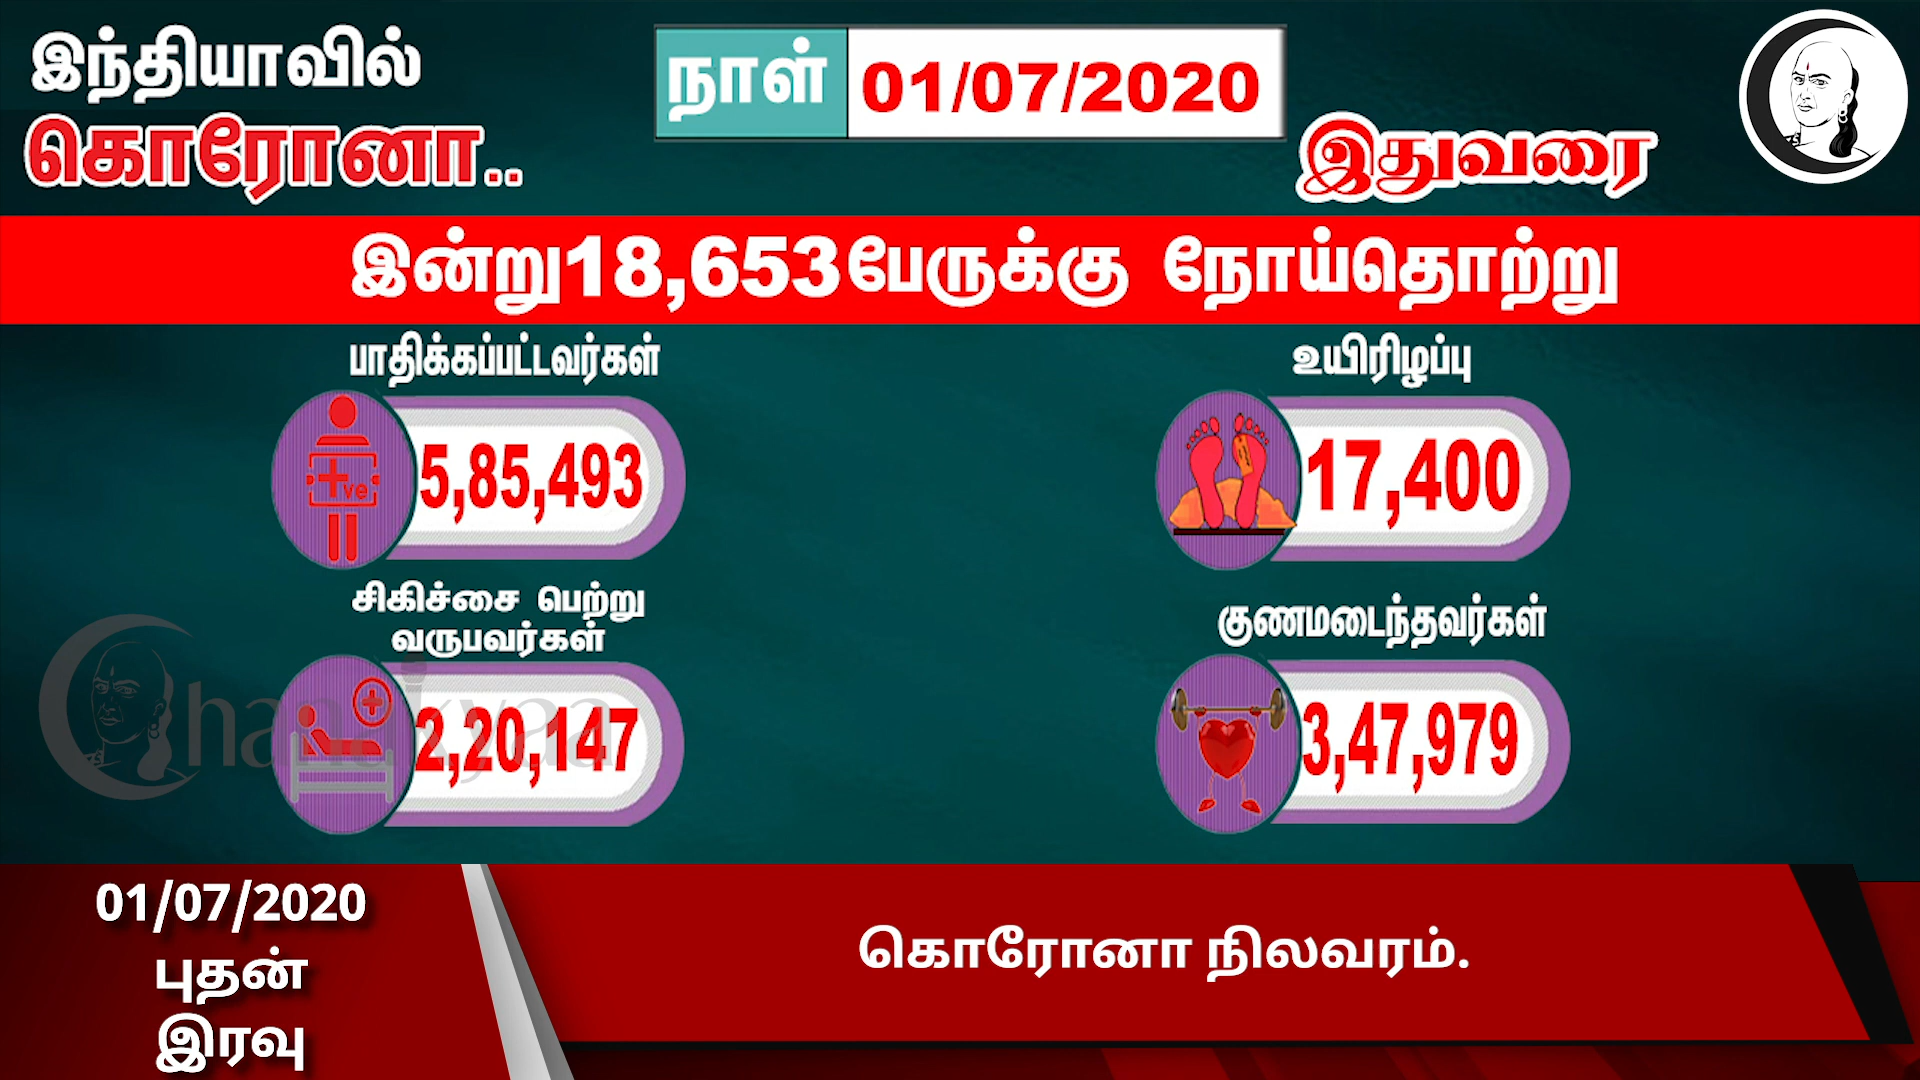 இந்தியாவில்
கொரோனா..
நாள் 01/07/2020
இதுவரை
இன்று18,653பேருக்கு நோய்தொற்று
பாதிக்கப்பட்டவர்கள்
+ve
5,85,493
உயிரிழப்பு
17,400
சிகிச்சை பெற்று
வருபவர்கள்
2,20,147
குணமடைந்தவர்கள்
3,47,979
Chanakyaa
01/07/2020
புதன்
இரவு
கொரோனா நிலவரம்.